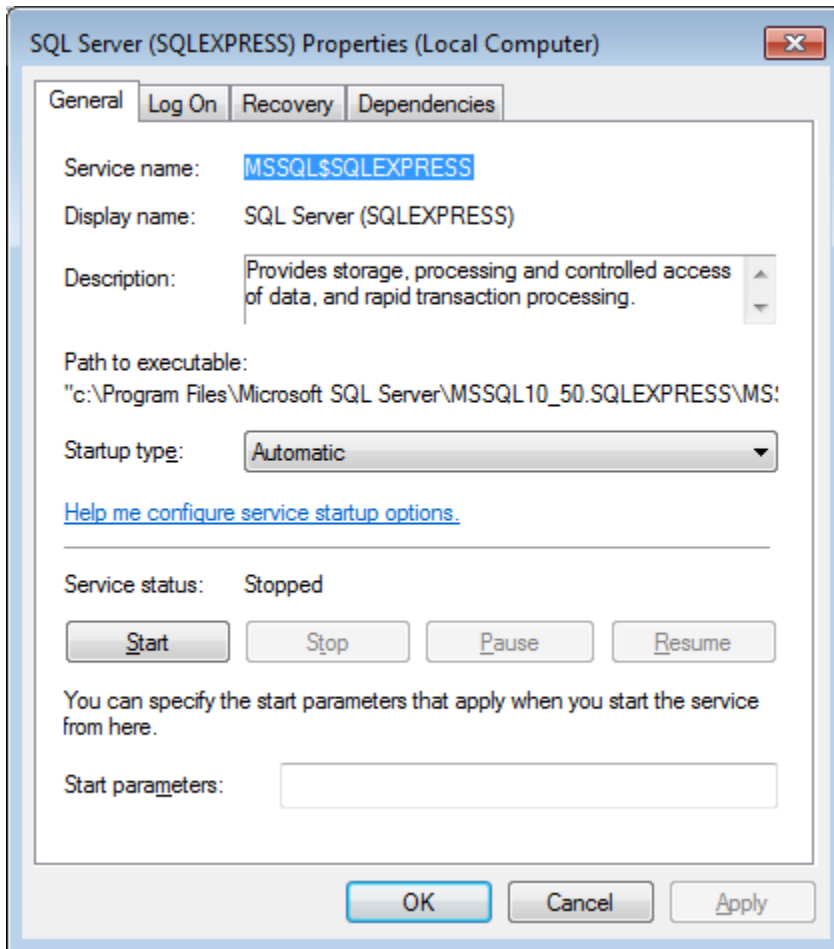 SQL Server (SQLEXPRESS) Properties (Local Computer)
General Log On Recovery Dependencies
Service name: MSSQL$SQLEXPRESS
Display name: SQL Server (SQLEXPRESS)
Description: Provides storage, processing and controlled access
of data, and rapid transaction processing.
Path to executable:
"c:\Program Files\Microsoft SQL Server\MSSQL10_50.SQLEXPRESS\MS
Startup type: Automatic
Help me configure service startup options.
Service status: Stopped
Start Stop Pause Resume
You can specify the start parameters that apply when you start the service
from here.
Start parameters:
OK Cancel Apply